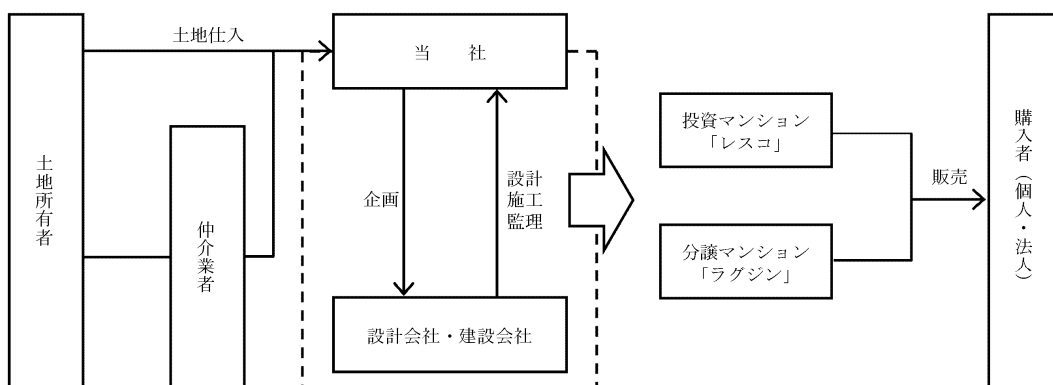 土地所有者
土地仕入
仲介業者
当　　社
企画
設計
施工
監理
設計会社・建設会社
投資マンション
「レスコ」
分譲マンション
「ラグジン」
販売
購入者（個人・法人）